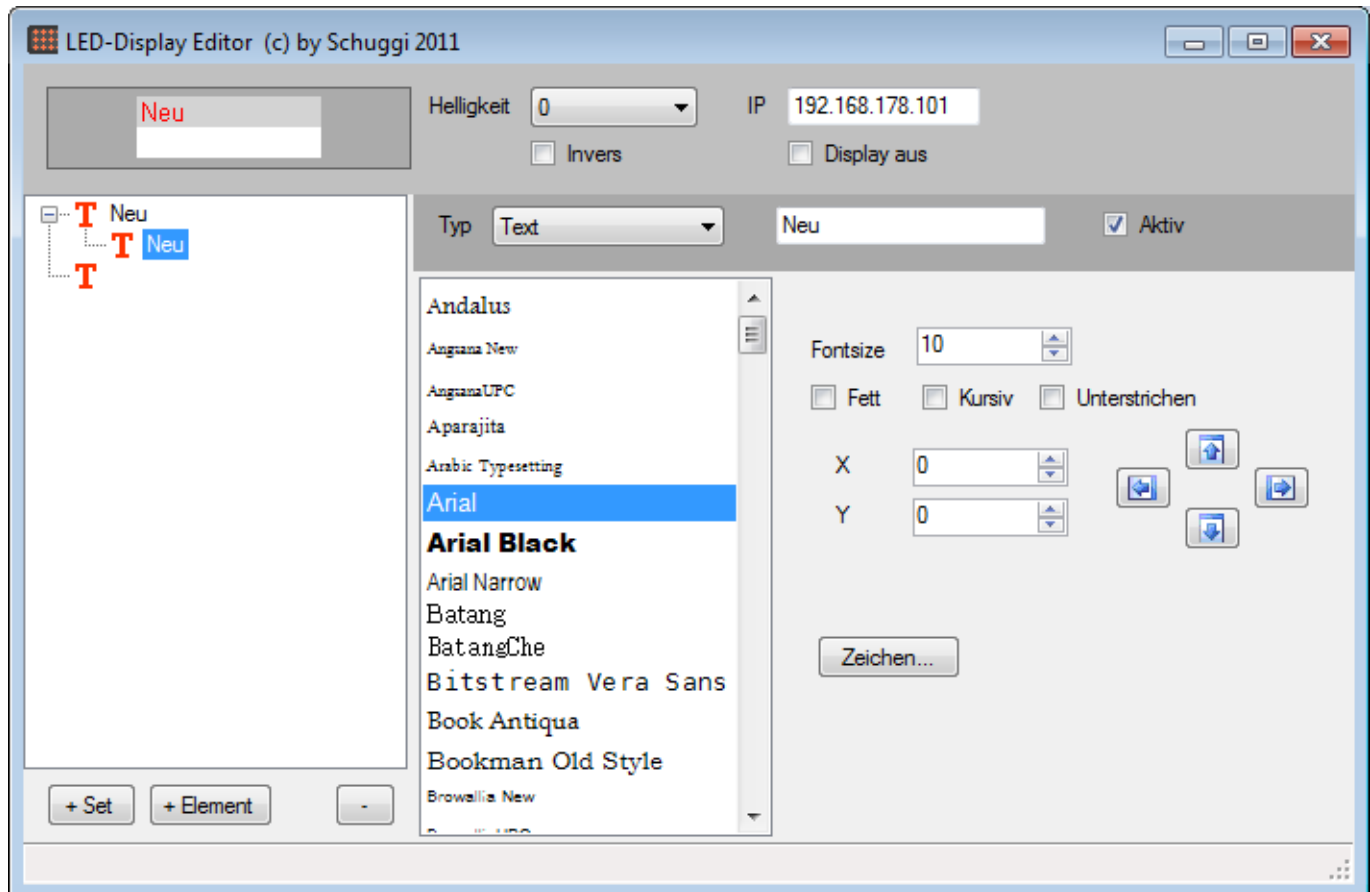 LED-Display Editor (c) by Schuggi 2011
Neu
Helligkeit 0 IP 192.168.178.101
Invers Display aus
T Neu
T Neu
T
Typ Text Neu Aktiv
Andalus
Angsana New
AngsanaUPC
Aparajita
Arabic Typesetting
Arial
Arial Black
Arial Narrow
Batang
BatangChe
Bitstream Vera Sans
Book Antiqua
Bookman Old Style
Browallia New
Fontsize 10
Fett Kursiv Unterstrichen
X 0
Y 0
Zeichen...
+ Set + Element -